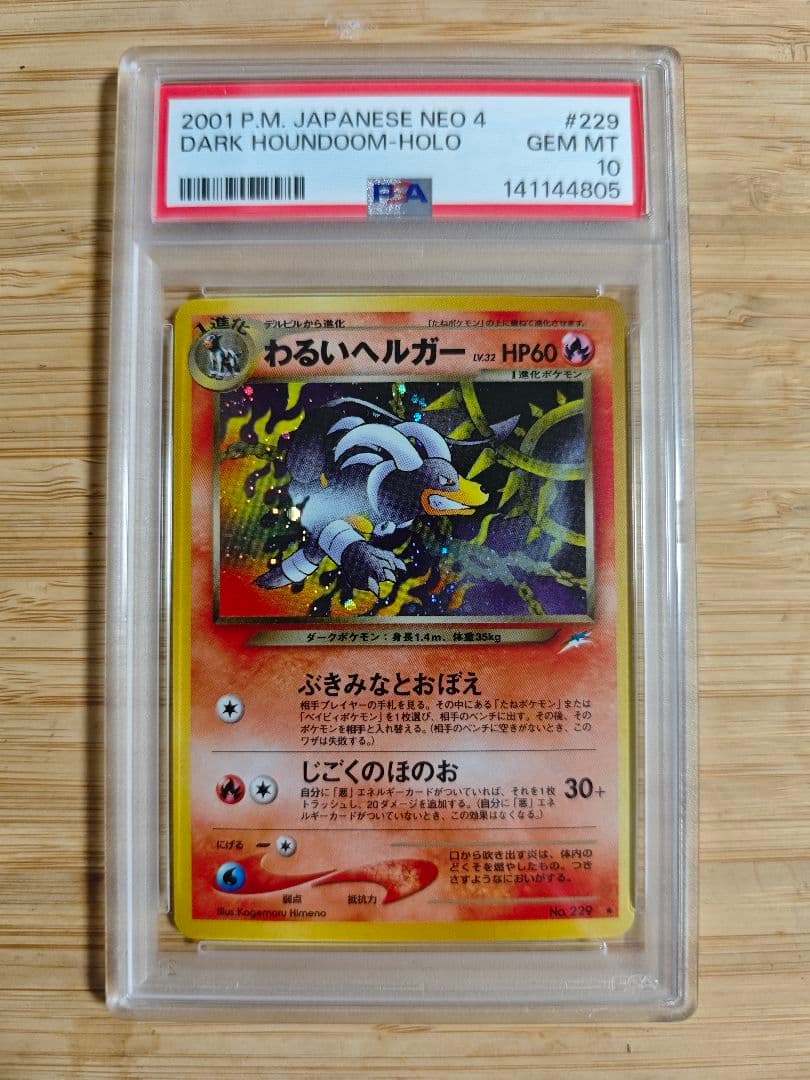 2001 P.M. JAPANESE NEO 4 #229
DARK HOUNDOOM-HOLO GEM MT
10
PSA 141144805
1進化 デルビルから進化 「たねポケモン」の上に重ねて進化させます。
わるいヘルガー LV.32 HP60
1進化ポケモン
ダークポケモン:身長1.4m、体重35kg
ぶきみなとおぼえ
相手プレイヤーの手札を見る。その中にある「たねポケモン」または
「ベイビィポケモン」を1枚選び、相手のベンチに出す。その後、その
ポケモンを相手と入れ替える。(相手のベンチに空きがないとき、この
ワザは失敗する。)
じごくのほのお
自分に「悪」エネルギーカードがついていれば、それを1枚
トラッシュし、20ダメージを追加する。(自分に「悪」エネ
ルギーカードがついていないとき、この効果はなくなる。)
30+
にげる
口から吹き出す炎は、体内の
どくそを燃やしたもの。つき
さすようなにおいがする。
弱点 抵抗力
Illus.Kagemaru Himeno No.229